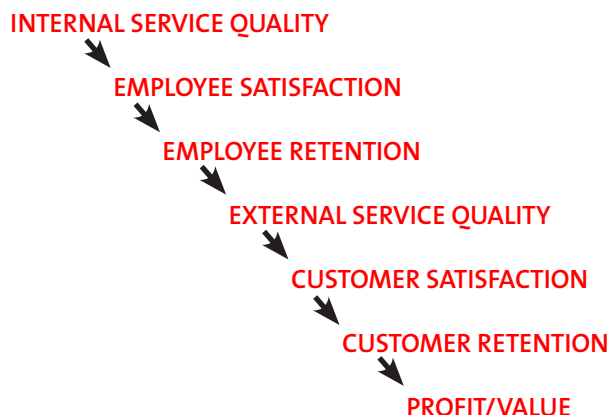 INTERNAL SERVICE QUALITY
EMPLOYEE SATISFACTION
EMPLOYEE RETENTION
EXTERNAL SERVICE QUALITY
CUSTOMER SATISFACTION
CUSTOMER RETENTION
PROFIT/VALUE